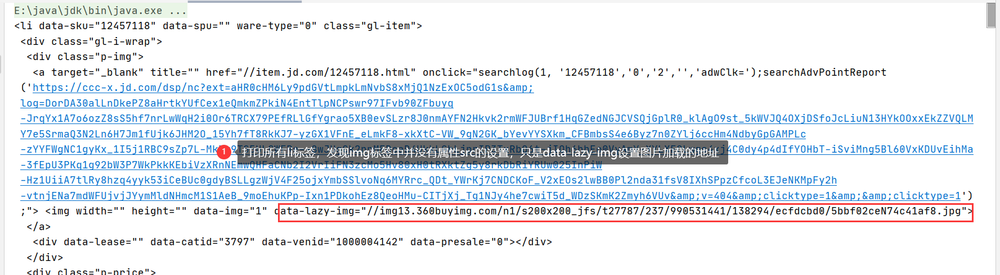 E:\java\jdk\bin\java.exe ...
<li data-sku="12457118" data-spu="" ware-type="0" class="gl-item">
<div class="gl-i-wrap">
<div class="p-img">
<a target="_blank" title="" href="//item.jd.com/12457118.html" onclick="searchlog(1, '12457118','0','2','','adwClk=');searchAdvPointReport
('https://ccc-x.jd.com/dsp/nc?ext=aHR0cHM6Ly9pdGVtLmpkLmNvbS8xMjQ1NzExOC5odG1s&amp;
log=DorDA30alLnDkePZ8aHrtkYUfCex1eQmkmZPkiN4EntTlpNCPswr97IFvb90ZFbuyq
-JrqYx1A7o6ozZ8sS5hf7nrLwWqH2i0Or6TRCX79PEfRLlGfYgrao5XB0evSLzr8J0nmAYFN2Hkvk2rmWFJUBrf1HqGZedNGJCVSQjGplR0_klAgO9st_5kWVJQ4OXjDSfoJcLiuN13HYkOOxxEkZZVQLM
Y7e5SrmaQ3N2Ln6H7Jm1fUjk6JHM2O_15Yh7fT8RkKJ7-yzGX1VFnE_eLmkF8-xkXtC-VW_9gN2GK_bYevYYSXkm_CFBmbsS4e6Byz7n0ZYlj6ccHm4NdbyGpGAMPLc
-zYYFWgNC1gyKx_1I5j1RBC9sZp7L-Mk
j4C0dy4p4dIfYOHbT-iSviMng5Bl60VxKDUvEihMa
1 打印所有li标签，发现img标签中并没有属性src的设置，只是data-lazy-img设置图片加载的地址
-3fEpU3PKq1g92bW3P7WkPkkKEbiVzXRnNEmwQHFaCNb2I2VrIiFN3zcMo5Hv80xH0tRXktZg5y8rkDbRiYRUw025InPiW
-Hz1UiiA7tlRy8hzq4yyk53iCeBUc0gdyBSLLgzWjV4F25ojxYmbSSlvoNq6MYRrc_QDt_YWrKj7CNDCKoF_V2xEOs2lwBB0Pl2nda31fsV8IXhSPpzCfcoL3EJeNKMpFy2h
-vtnjENa7mdWFUjvjJYymMldNHmcM1S1AeB_9moEhuKPp-Ixn1PDkohEz8QeoHMu-CITjXj_Tg1NJy4he7cwiT5d_WDzSKmK2Zmyh6VUv&amp;v=404&amp;clicktype=1&amp;&amp;clicktype=1')
;"> <img width="" height="" data-img="1" data-lazy-img="//img13.360buyimg.com/n1/s200x200_jfs/t27787/237/990531441/138294/ecfdcbd0/5bbf02ceN74c41af8.jpg">
</a>
<div data-lease="" data-catid="3797" data-venid="1000004142" data-presale="0"></div>
</div>
<div class="p-price">